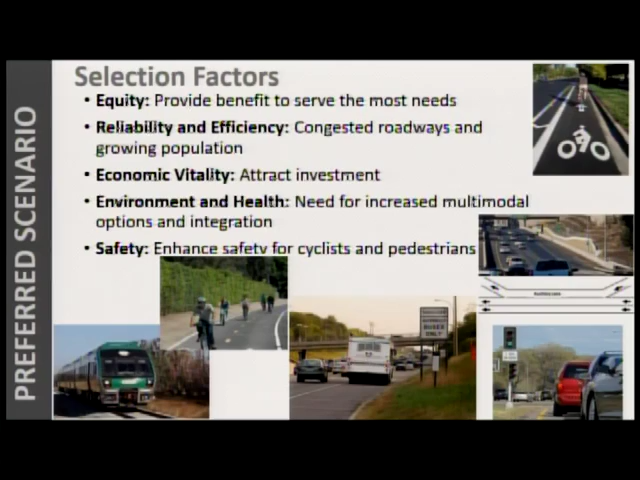 Selection Factors
• Equity: Provide benefit to serve the most needs
• Reliability and Efficiency: Congested roadways and
growing population
• Economic Vitality: Attract investment
• Environment and Health: Need for increased multimodal
options and integration
• Safety: Enhance safety for cyclists and pedestrians
PREFERRED SCENARIO
BUSES
ONLY